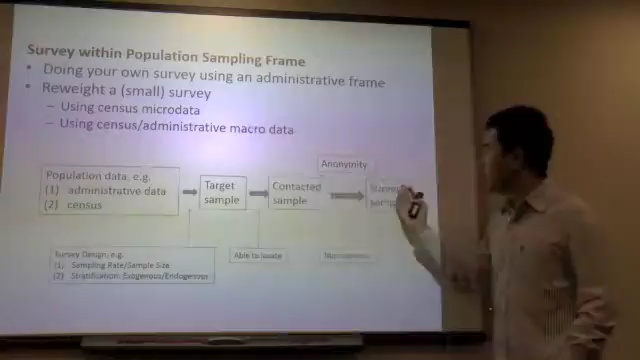 Survey within Population Sampling Frame
• Doing your own survey using an administrative frame
• Reweight a (small) survey
– Using census microdata
– Using census/administrative macro data
Anonymity
Population data, e.g.
(1) administrative data
(2) census
Target
sample
Contacted
sample
Survey Design, e.g.
(1) Sampling Rate/Sample Size
(2) Stratification: Exogenous/Endogenous
Able to locate